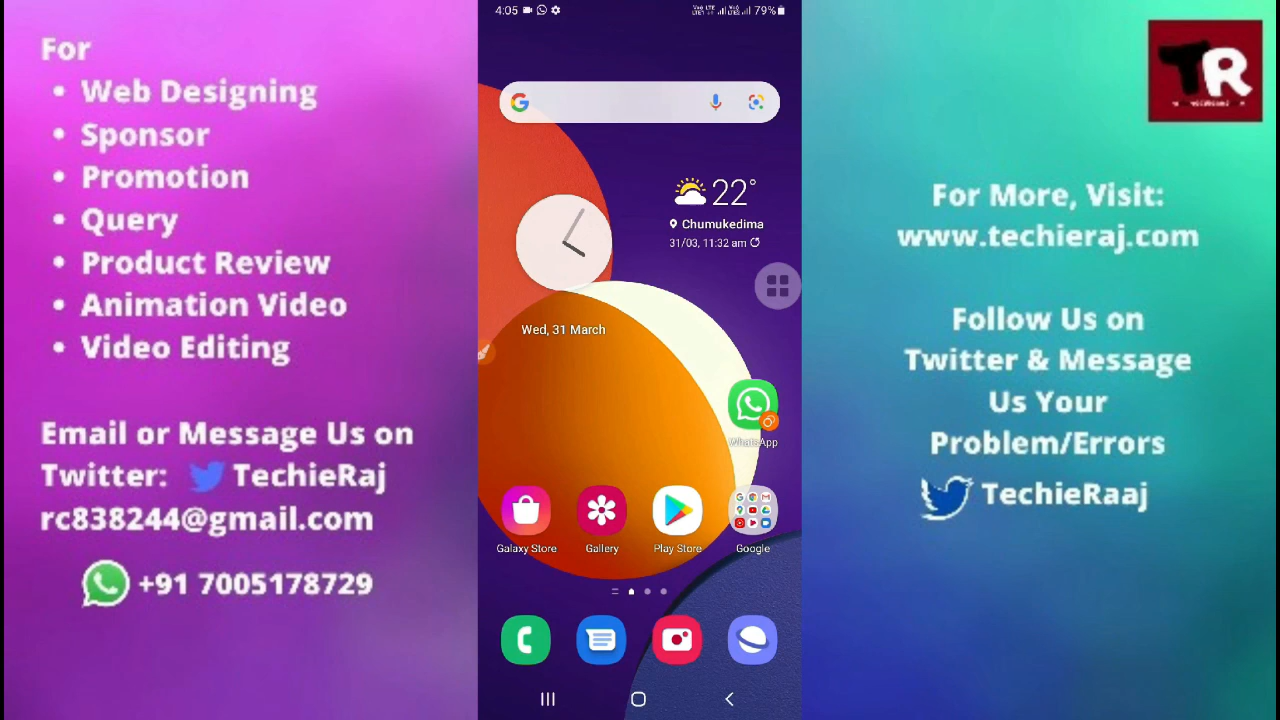 For
• Web Designing
• Sponsor
• Promotion
• Query
• Product Review
• Animation Video
• Video Editing
Email or Message Us on
Twitter: TechieRaj
rc838244@gmail.com
+91 7005178729
4:05
79%
22°
Chumukedima
31/03, 11:32 am
Wed, 31 March
WhatsApp
Galaxy Store
Gallery
Play Store
Google
TR
For More, Visit:
www.techieraj.com
Follow Us on
Twitter & Message
Us Your
Problem/Errors
TechieRaaj